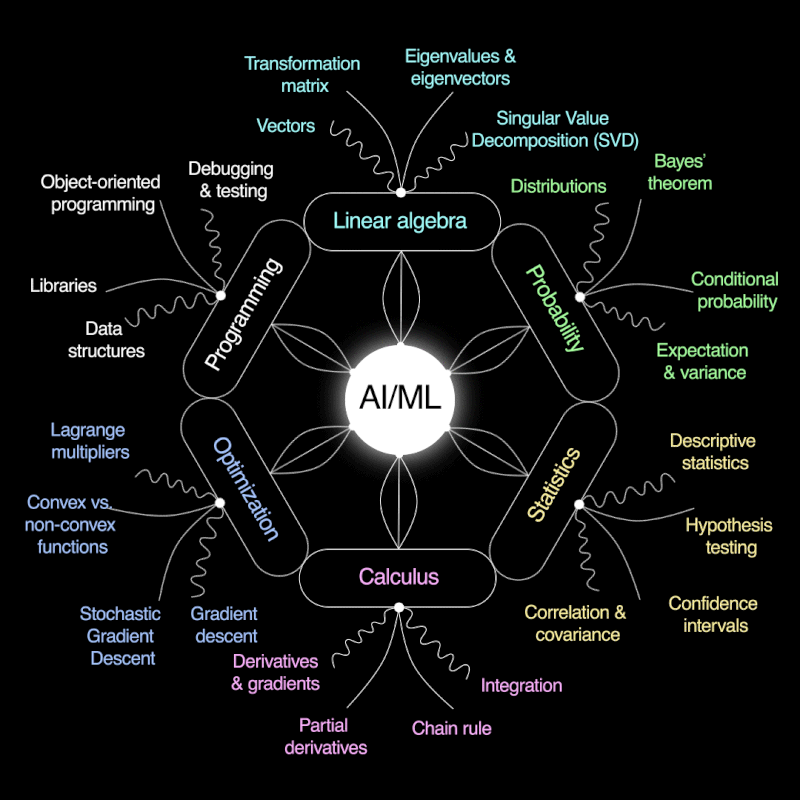 Transformation
matrix
Eigenvalues &
eigenvectors
Vectors
Singular Value
Decomposition (SVD)
Linear algebra
Distributions
Bayes’
theorem
Conditional
probability
Expectation
& variance
Probability
Descriptive
statistics
Hypothesis
testing
Confidence
intervals
Correlation &
covariance
Statistics
Calculus
Derivatives
& gradients
Partial
derivatives
Chain rule
Integration
Optimization
Lagrange
multipliers
Convex vs.
non-convex
functions
Stochastic
Gradient
Descent
Gradient
descent
Programming
Debugging
& testing
Object-oriented
programming
Libraries
Data
structures
AI/ML